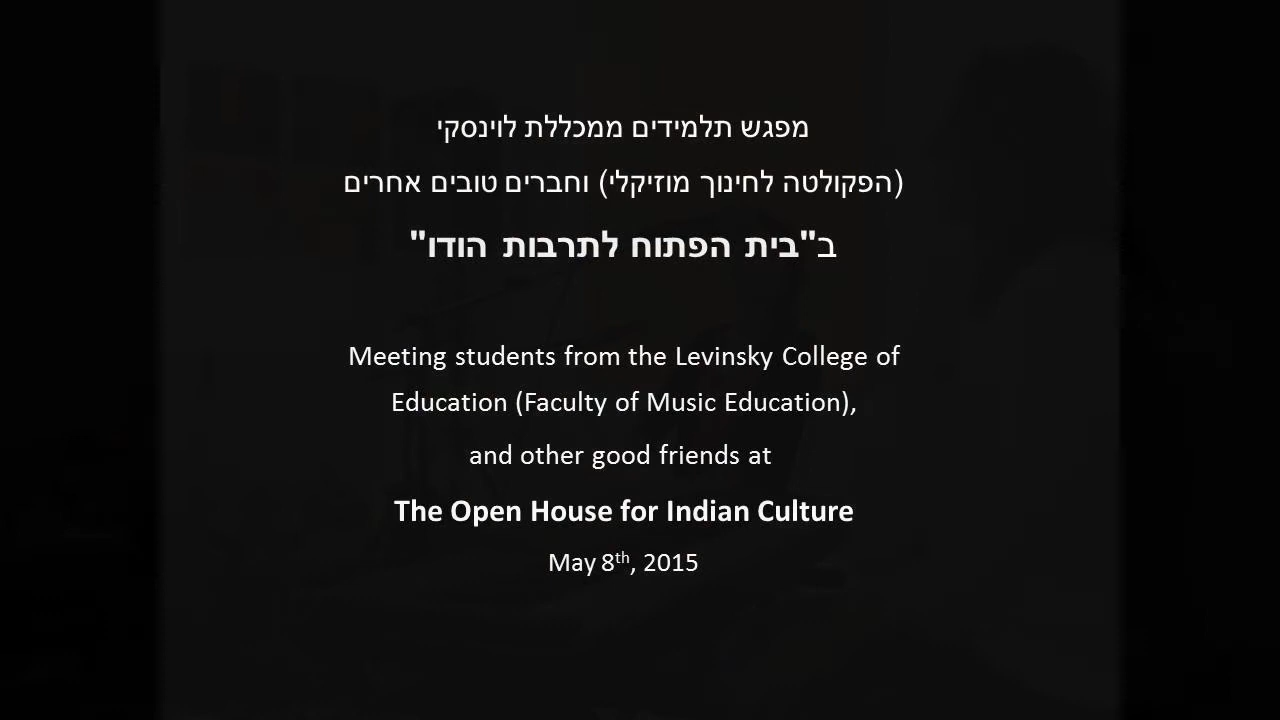 מפגש תלמידים ממכללת לוינסקי
(הפקולטה לחינוך מוזיקלי) וחברים טובים אחרים
ב"בית הפתוח לתרבות הודו"
Meeting students from the Levinsky College of
Education (Faculty of Music Education),
and other good friends at
The Open House for Indian Culture
May 8th, 2015